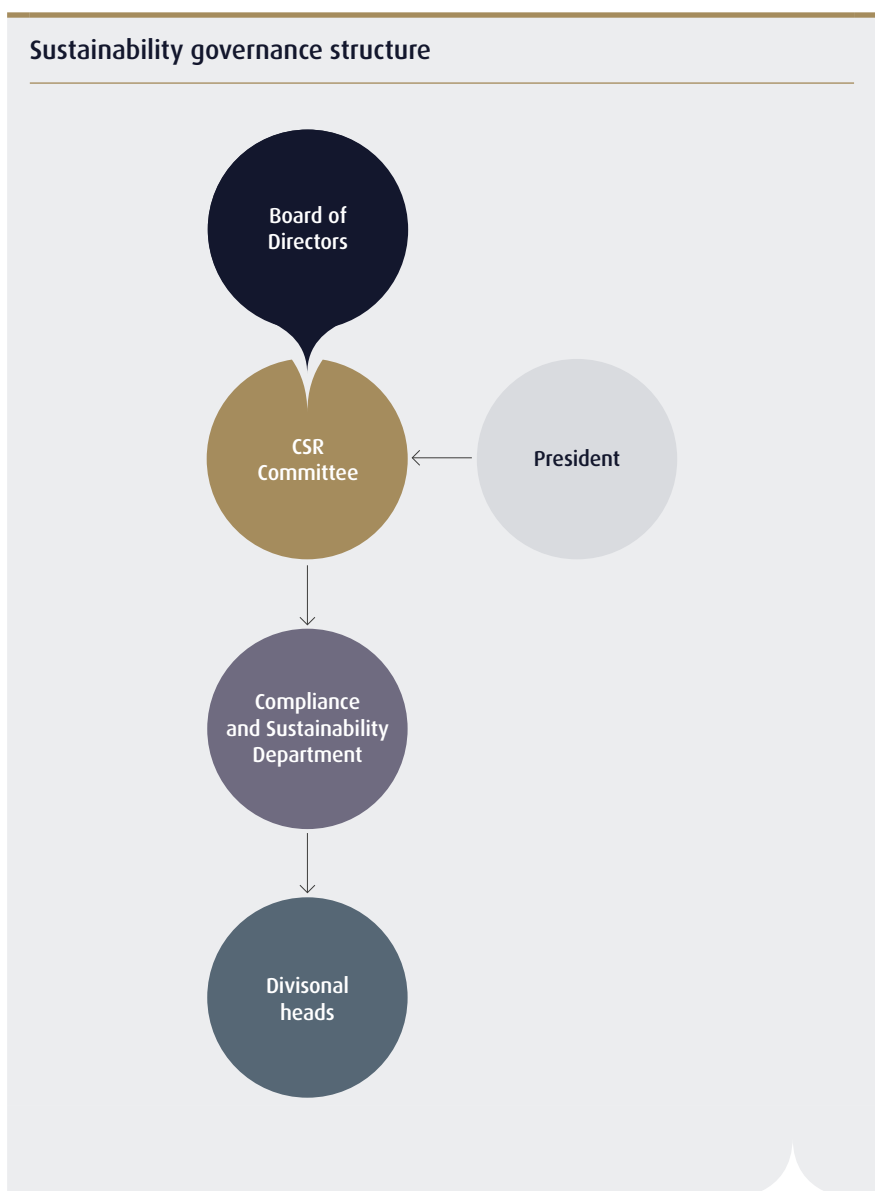 Sustainability governance structure
Board of
Directors
CSR
Committee
President
Compliance
and Sustainability
Department
Divisonal
heads